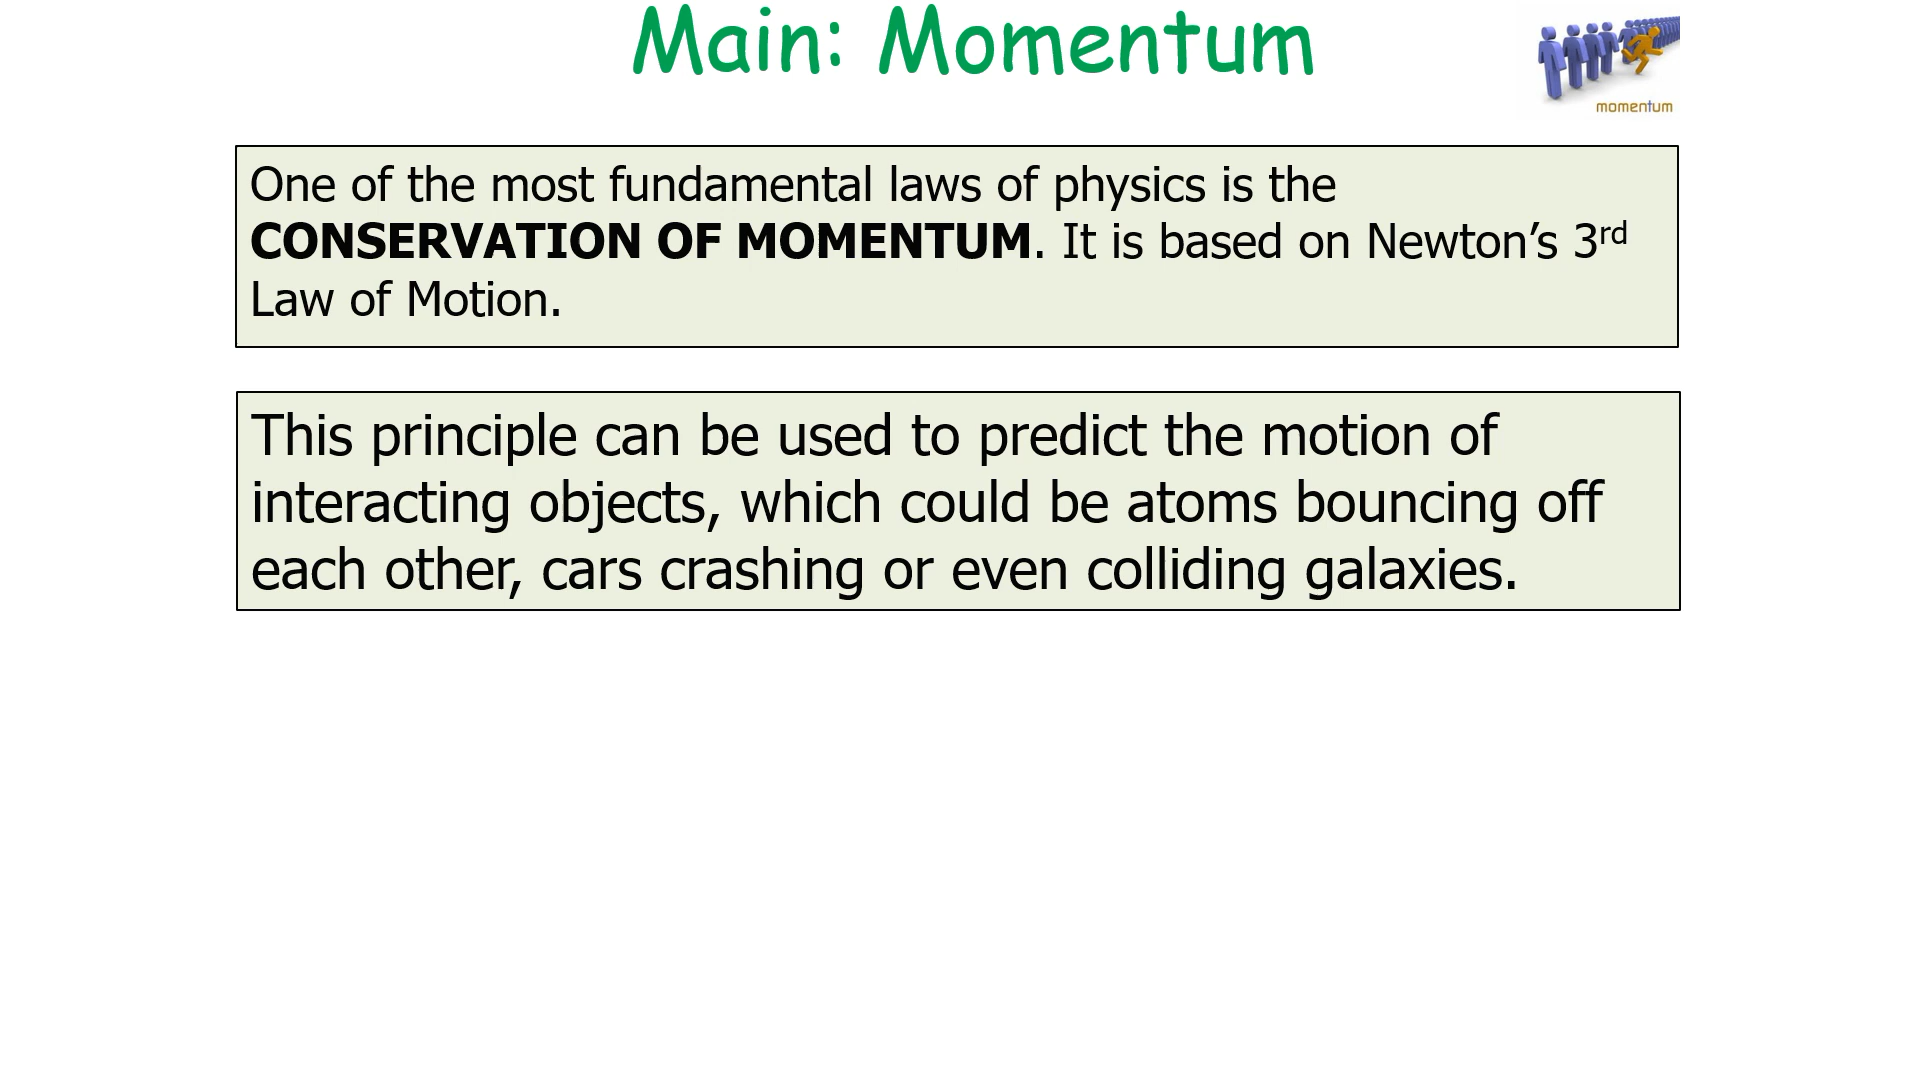 Main: Momentum
momentum
One of the most fundamental laws of physics is the
CONSERVATION OF MOMENTUM. It is based on Newton’s 3rd
Law of Motion.
This principle can be used to predict the motion of
interacting objects, which could be atoms bouncing off
each other, cars crashing or even colliding galaxies.